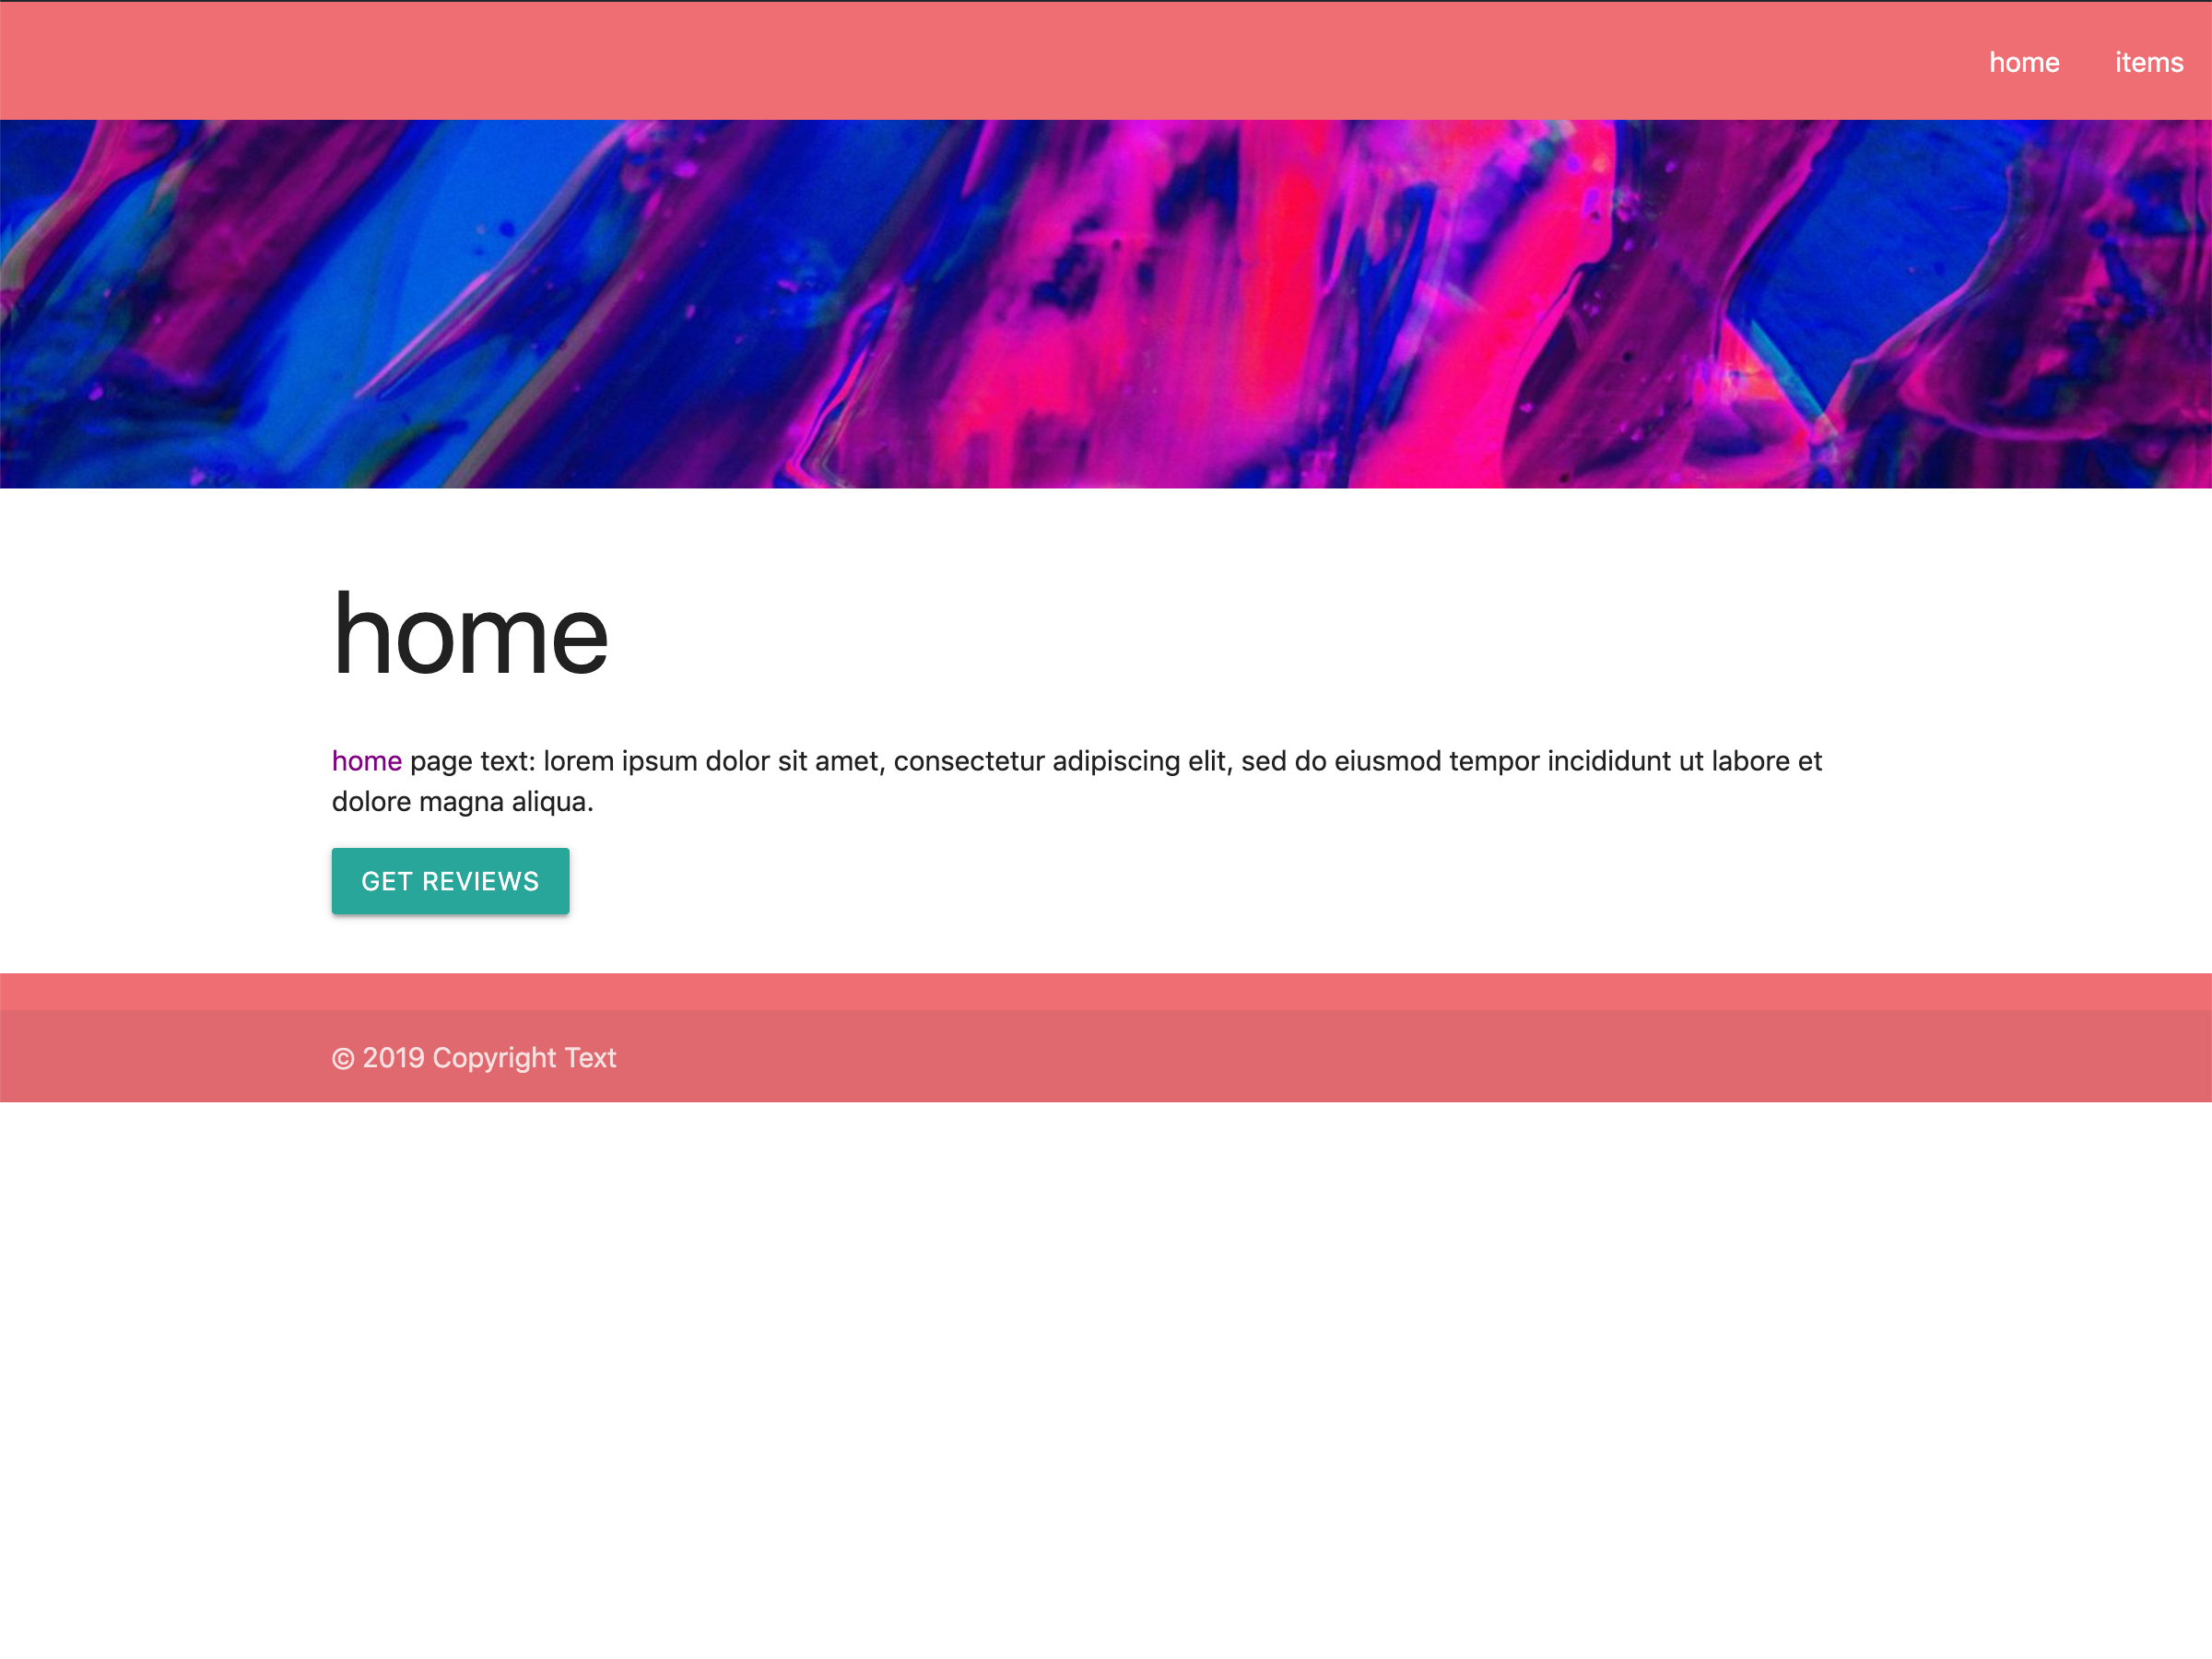 home items
home
home page text: lorem ipsum dolor sit amet, consectetur adipiscing elit, sed do eiusmod tempor incididunt ut labore et
dolore magna aliqua.
GET REVIEWS
© 2019 Copyright Text